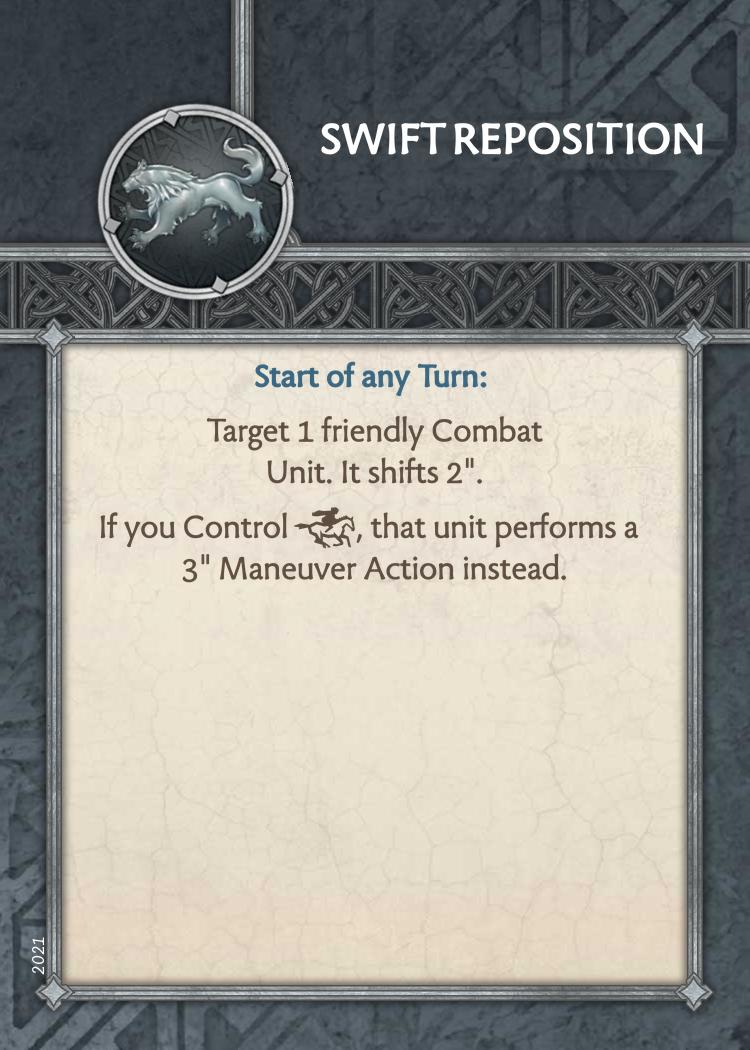 SWIFT REPOSITION
Start of any Turn:
Target 1 friendly Combat
Unit. It shifts 2".
If you Control , that unit performs a
3" Maneuver Action instead.
2021